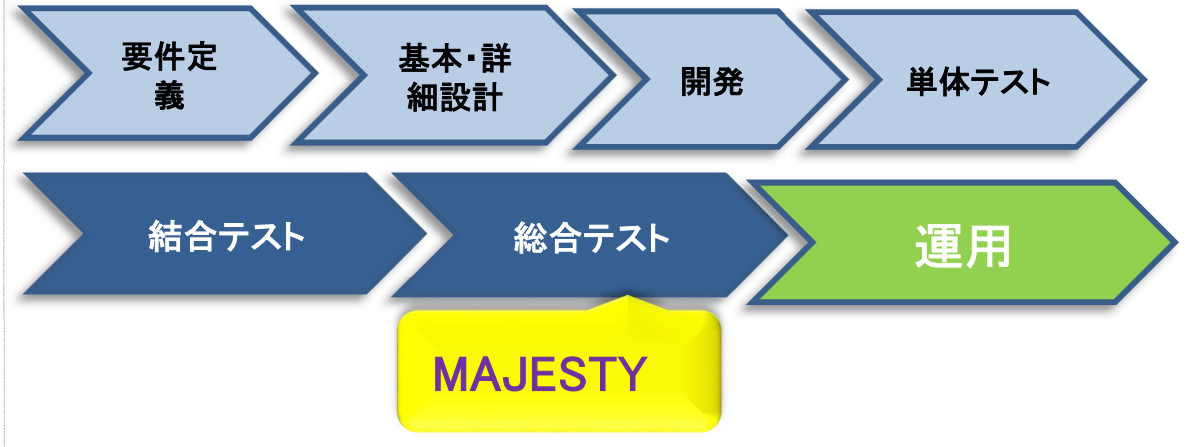 要件定
義
基本・詳
細設計
開発
単体テスト
結合テスト
総合テスト
運用
MAJESTY